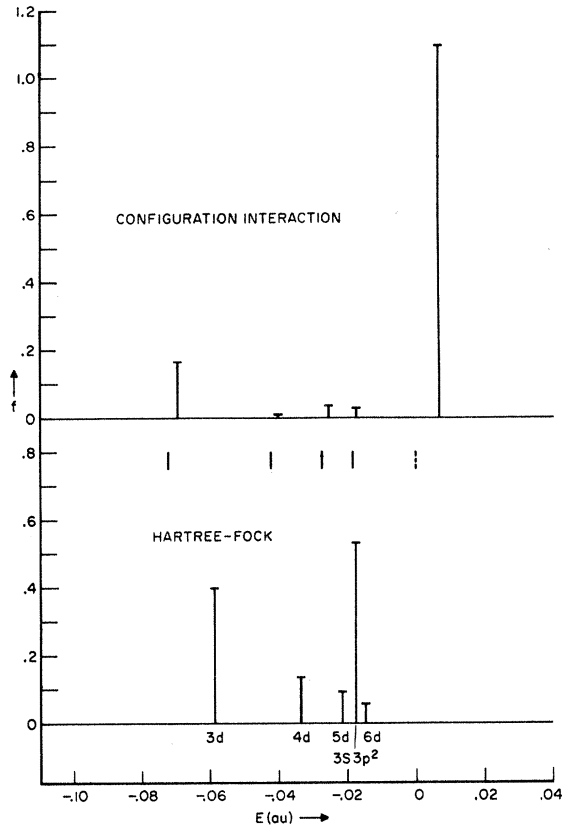 1.2
1.0
.8
.6
CONFIGURATION INTERACTION
.4
.2
f
0
.8
.6
HARTREE-FOCK
.4
.2
0
3d 4d 5d 6d
3S3p²
-.10 -.08 -.06 -.04 -.02 0 .02 .04
E(au)